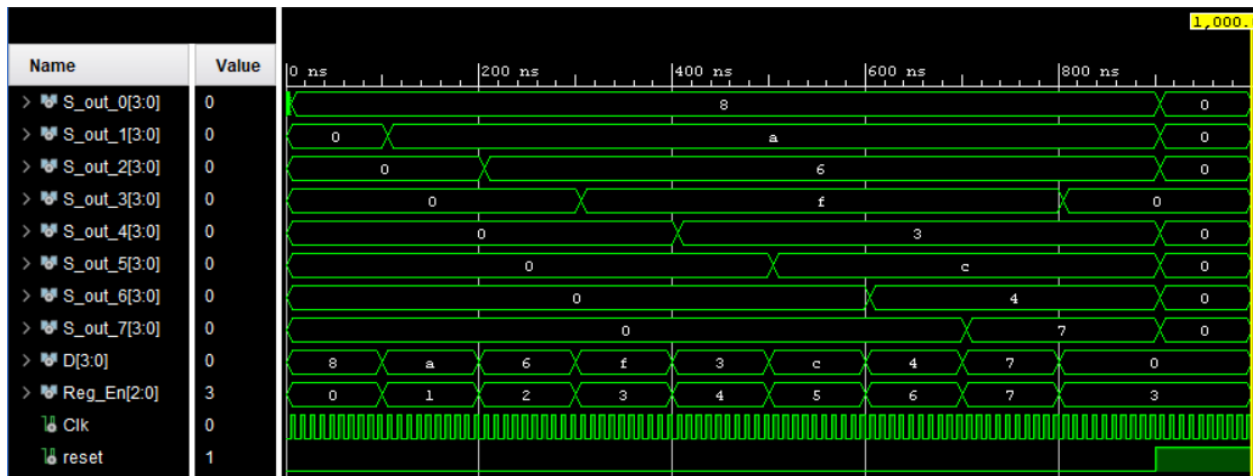 1,000.
Name Value 0 ns 200 ns 400 ns 600 ns 800 ns
S_out_0[3:0] 0 8 0
S_out_1[3:0] 0 0 a 0
S_out_2[3:0] 0 0 6 0
S_out_3[3:0] 0 0 f 0
S_out_4[3:0] 0 0 3 0
S_out_5[3:0] 0 0 c 0
S_out_6[3:0] 0 0 4 0
S_out_7[3:0] 0 0 7 0
D[3:0] 0 8 a 6 f 3 c 4 7 0
Reg_En[2:0] 3 0 1 2 3 4 5 6 7 3
Clk 0
reset 1